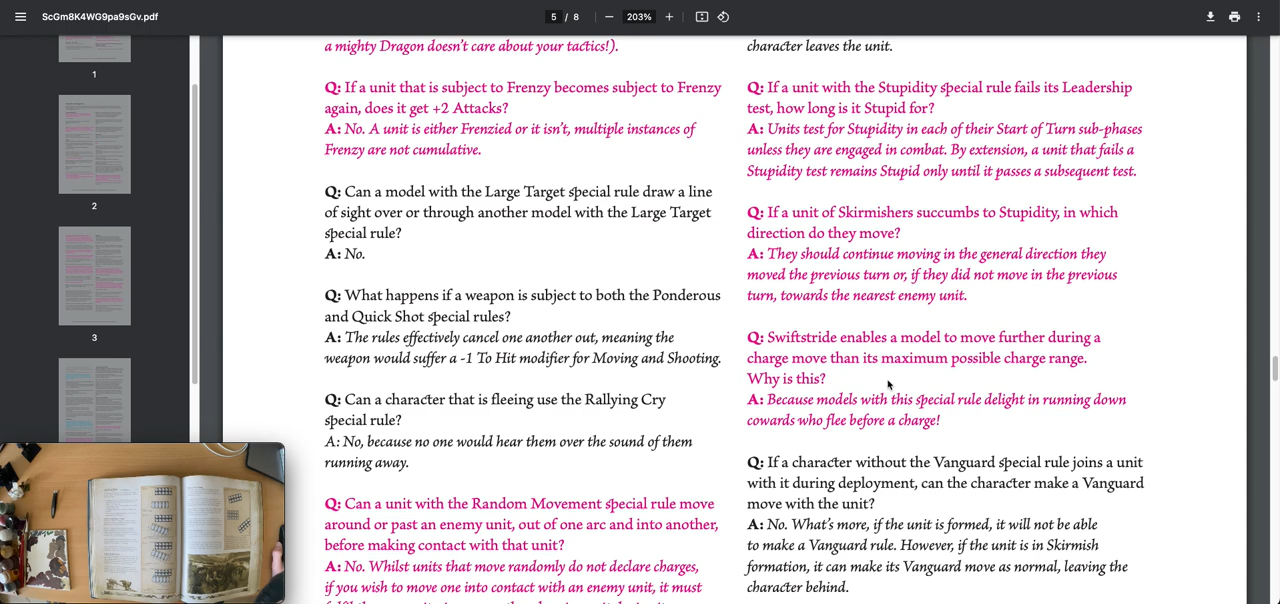 ScGm8K4WG9pa9sGv.pdf
5 / 8
203%
1
2
3
a mighty Dragon doesn't care about your tactics!).
Q: If a unit that is subject to Frenzy becomes subject to Frenzy
again, does it get +2 Attacks?
A: No. A unit is either Frenzied or it isn't, multiple instances of
Frenzy are not cumulative.
Q: Can a model with the Large Target special rule draw a line
of sight over or through another model with the Large Target
special rule?
A: No.
Q: What happens if a weapon is subject to both the Ponderous
and Quick Shot special rules?
A: The rules effectively cancel one another out, meaning the
weapon would suffer a -1 To Hit modifier for Moving and Shooting.
Q: Can a character that is fleeing use the Rallying Cry
special rule?
A: No, because no one would hear them over the sound of them
running away.
Q: Can a unit with the Random Movement special rule move
around or past an enemy unit, out of one arc and into another,
before making contact with that unit?
A: No. Whilst units that move randomly do not declare charges,
if you wish to move one into contact with an enemy unit, it must
character leaves the unit.
Q: If a unit with the Stupidity special rule fails its Leadership
test, how long is it Stupid for?
A: Units test for Stupidity in each of their Start of Turn sub-phases
unless they are engaged in combat. By extension, a unit that fails a
Stupidity test remains Stupid only until it passes a subsequent test.
Q: If a unit of Skirmishers succumbs to Stupidity, in which
direction do they move?
A: They should continue moving in the general direction they
moved the previous turn or, if they did not move in the previous
turn, towards the nearest enemy unit.
Q: Swiftstride enables a model to move further during a
charge move than its maximum possible charge range.
Why is this?
A: Because models with this special rule delight in running down
cowards who flee before a charge!
Q: If a character without the Vanguard special rule joins a unit
with it during deployment, can the character make a Vanguard
move with the unit?
A: No. What's more, if the unit is formed, it will not be able
to make a Vanguard rule. However, if the unit is in Skirmish
formation, it can make its Vanguard move as normal, leaving the
character behind.